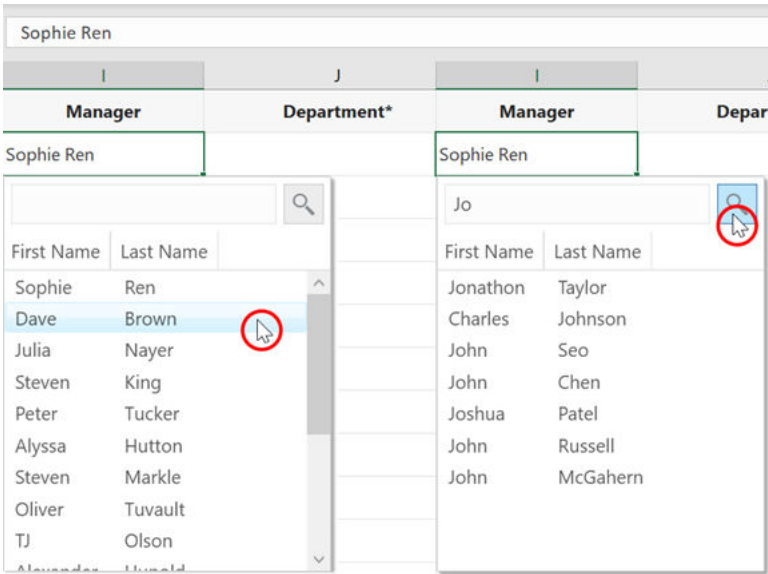 Sophie Ren
I J I
Manager Department* Manager Depar
Sophie Ren Sophie Ren
Jo
First Name Last Name First Name Last Name
Sophie Ren Jonathon Taylor
Dave Brown Charles Johnson
Julia Nayer John Seo
Steven King John Chen
Peter Tucker Joshua Patel
Alyssa Hutton John Russell
Steven Markle John McGahern
Oliver Tuvault
TJ Olson